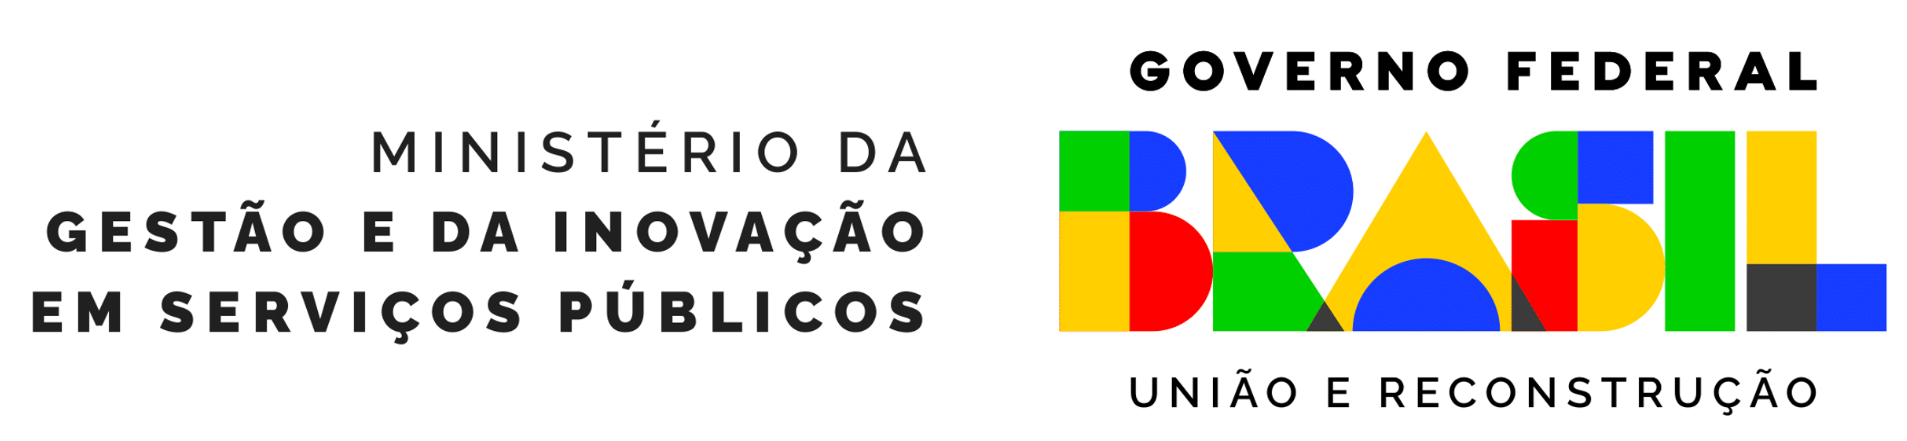 MINISTÉRIO DA
GESTÃO E DA INOVAÇÃO
EM SERVIÇOS PÚBLICOS
GOVERNO FEDERAL
BRASIL
UNIÃO E RECONSTRUÇÃO